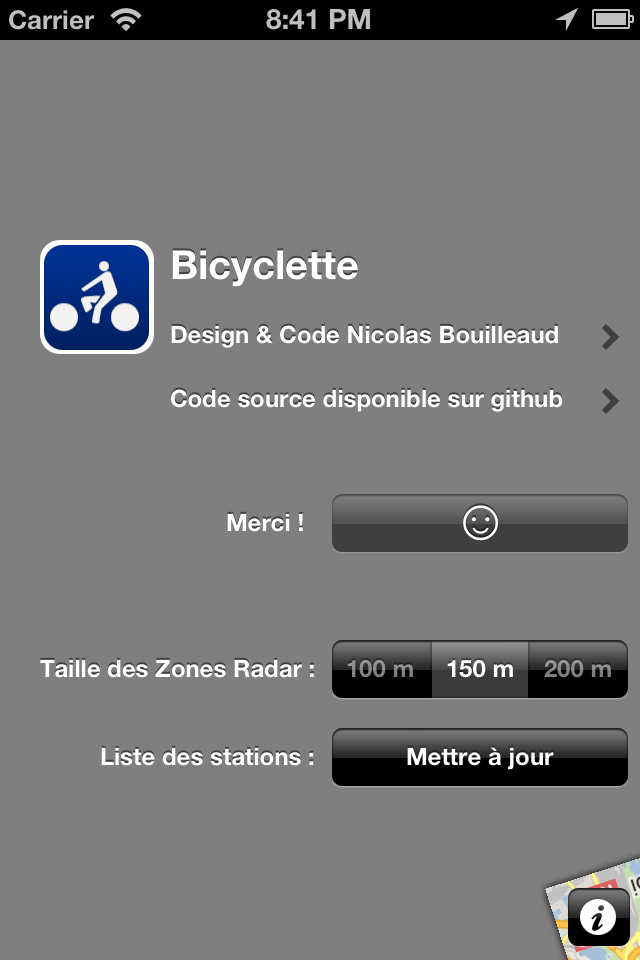 Carrier 8:41 PM
Bicyclette
Design & Code Nicolas Bouilleaud
Code source disponible sur github
Merci !
Taille des Zones Radar : 100 m 150 m 200 m
Liste des stations : Mettre à jour
i